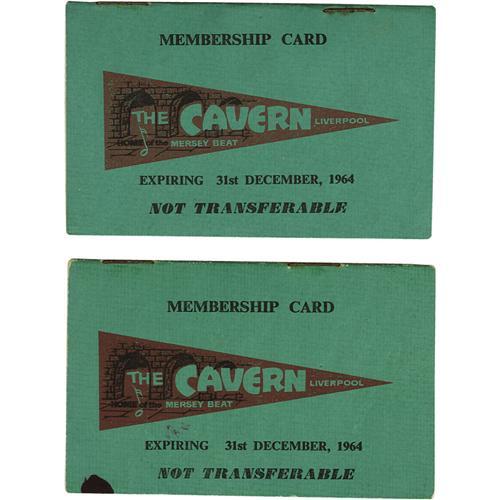 MEMBERSHIP CARD
THE CAVERN LIVERPOOL
HOME of the MERSEY BEAT
EXPIRING 31st DECEMBER, 1964
NOT TRANSFERABLE
MEMBERSHIP CARD
THE CAVERN LIVERPOOL
HOME of the MERSEY BEAT
EXPIRING 31st DECEMBER, 1964
NOT TRANSFERABLE